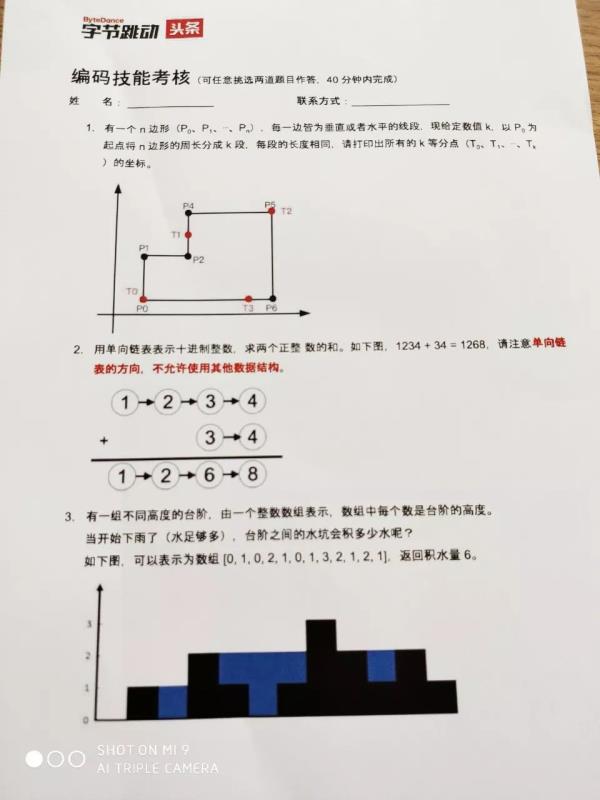 ByteDance
字节跳动 头条
编码技能考核（可任意挑选两道题目作答，40 分钟内完成）
姓 名： 联系方式：
1. 有一个 n 边形（P0、P1、…、Pn），每一边皆为垂直或者水平的线段，现给定数值 k，以 P0 为
起点将 n 边形的周长分成 k 段，每段的长度相同，请打印出所有的 k 等分点（T0、T1、…、Tk
）的坐标。
P4 P5 T2
T1
P1 P2
T0
P0 T3 P6
2. 用单向链表表示十进制整数，求两个正整 数的和。如下图，1234 + 34 = 1268，请注意单向链
表的方向，不允许使用其他数据结构。
1 2 3 4
+ 3 4
1 2 6 8
3. 有一组不同高度的台阶，由一个整数数组表示，数组中每个数是台阶的高度。
当开始下雨了（水足够多），台阶之间的水坑会积多少水呢？
如下图，可以表示为数组 [0, 1, 0, 2, 1, 0, 1, 3, 2, 1, 2, 1]，返回积水量 6。
3
2
1
0
SHOT ON MI 9
AI TRIPLE CAMERA